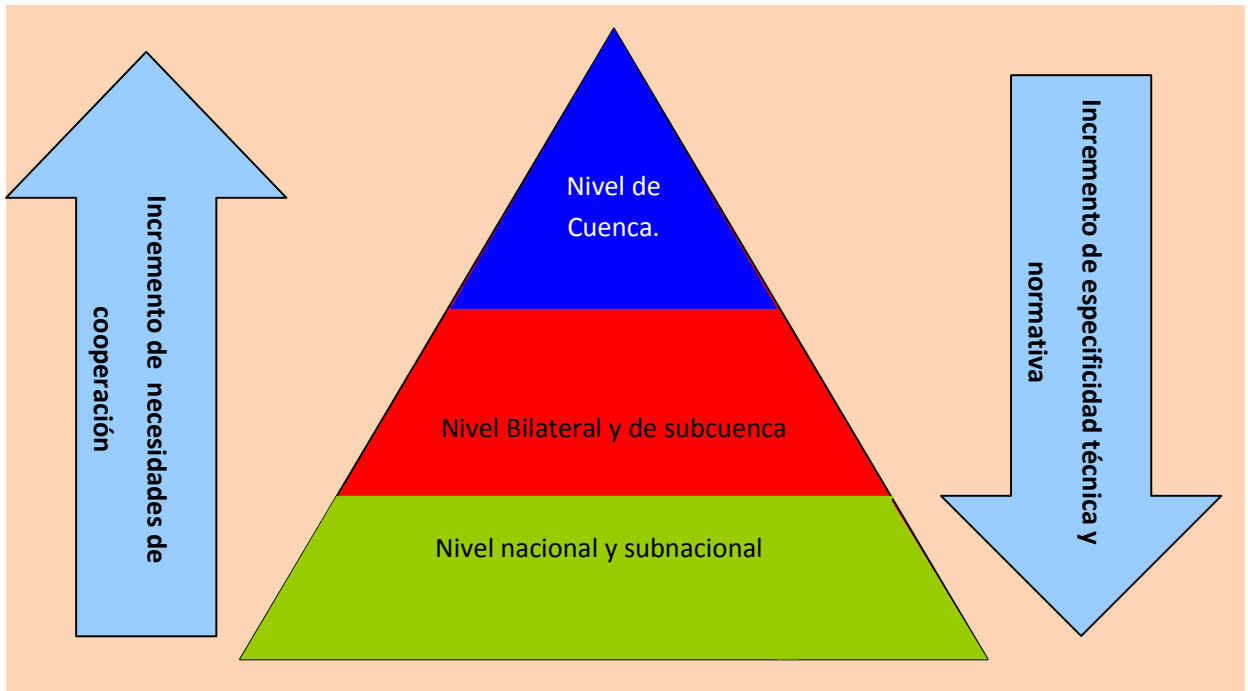 Incremento de necesidades de
cooperación
Nivel de
Cuenca.
Nivel Bilateral y de subcuenca
Nivel nacional y subnacional
Incremento de especificidad técnica y
normativa